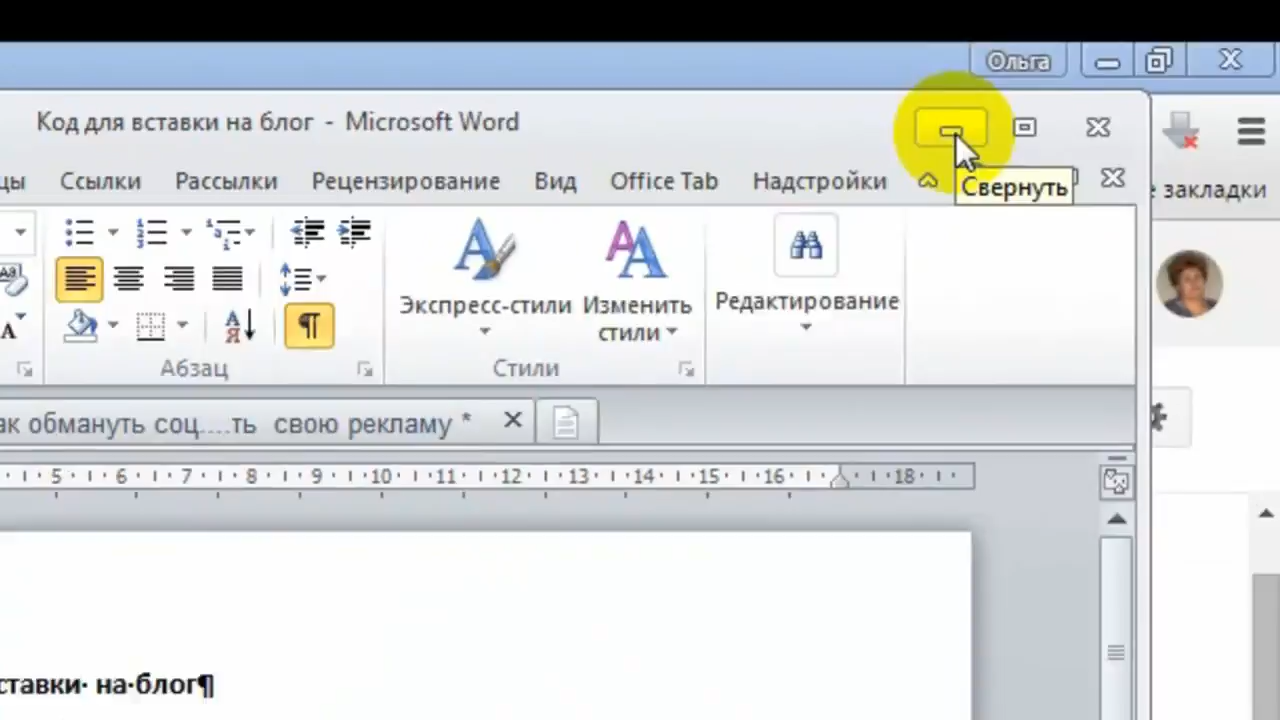 Ольга
Код для вставки на блог - Microsoft Word
Ссылки Рассылки Рецензирование Вид Office Tab Надстройки
Свернуть
закладки
Экспресс-стили
Изменить стили
Редактирование
Абзац
Стили
ак обмануть соц....ть свою рекламу *
5 6 7 8 9 10 11 12 13 14 15 16 18
ставки· на·блог¶